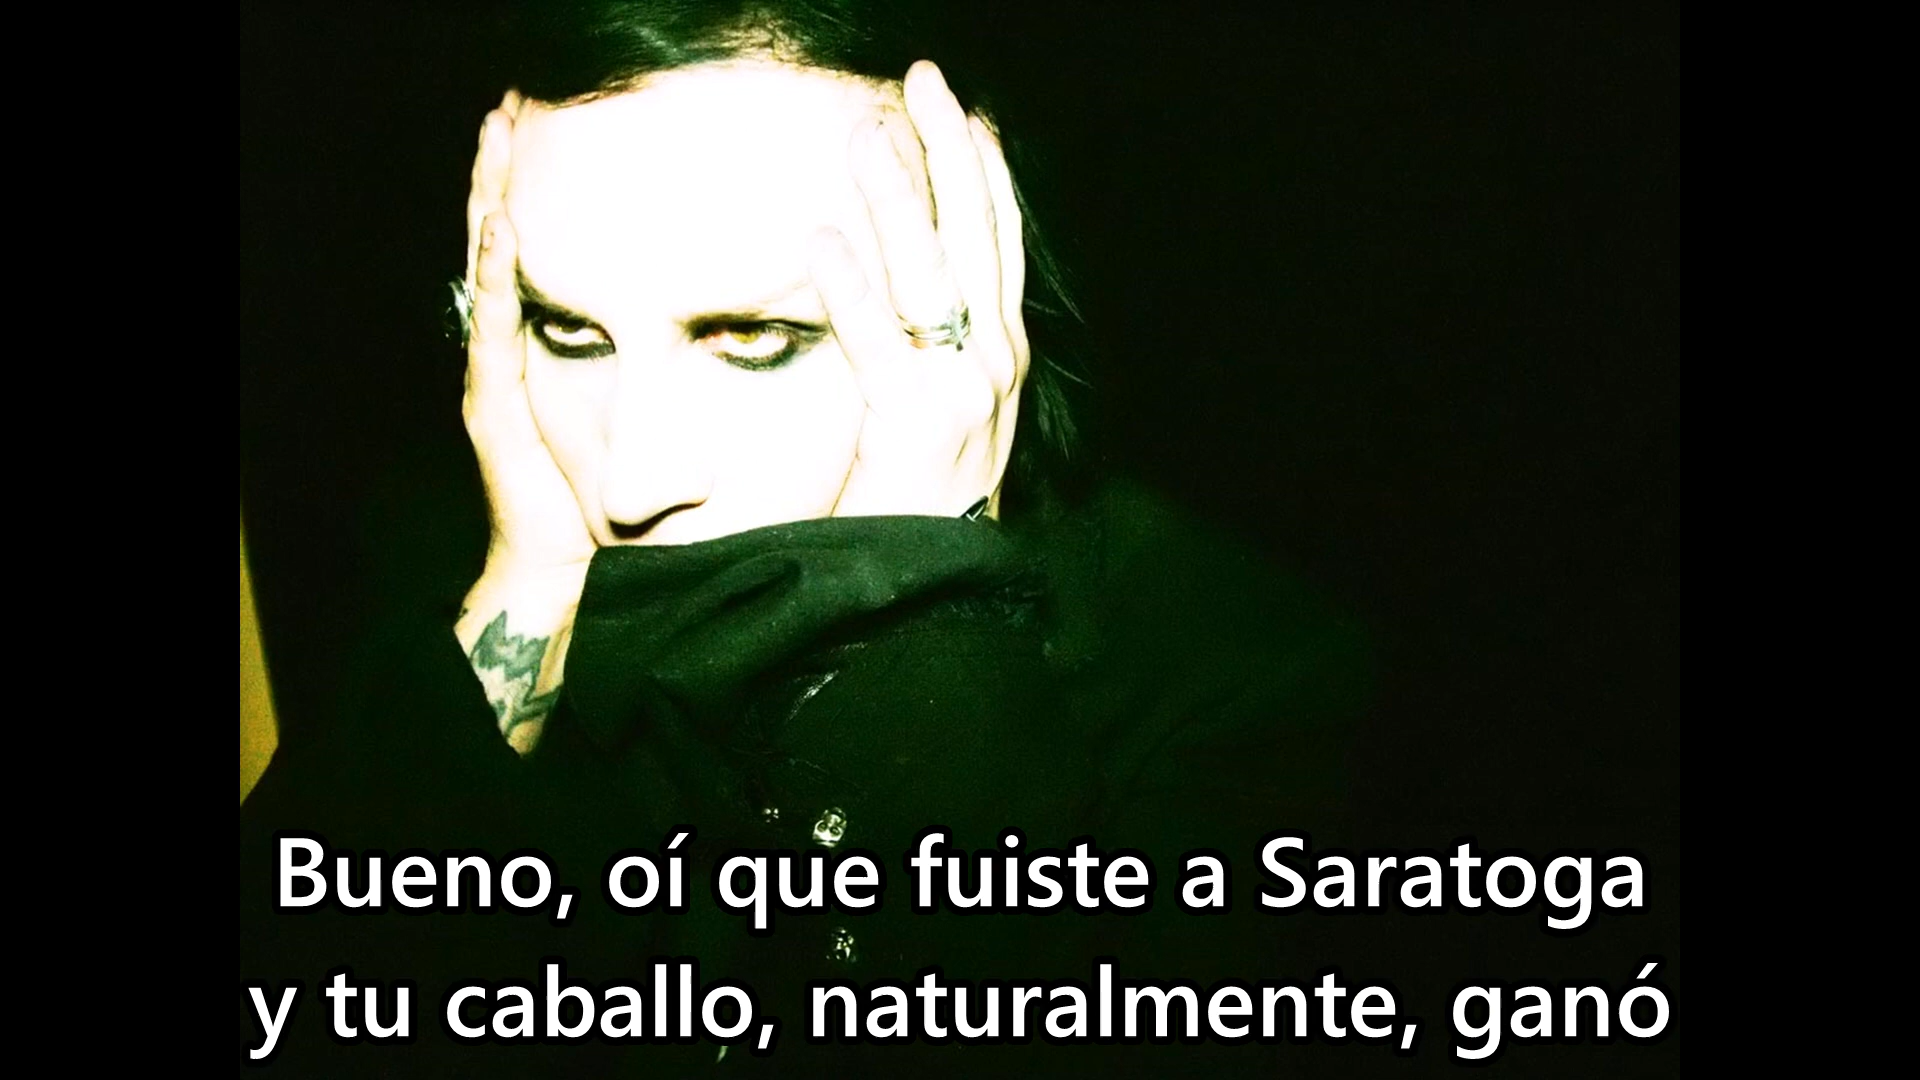 Bueno, oí que fuiste a Saratoga
y tu caballo, naturalmente, ganó